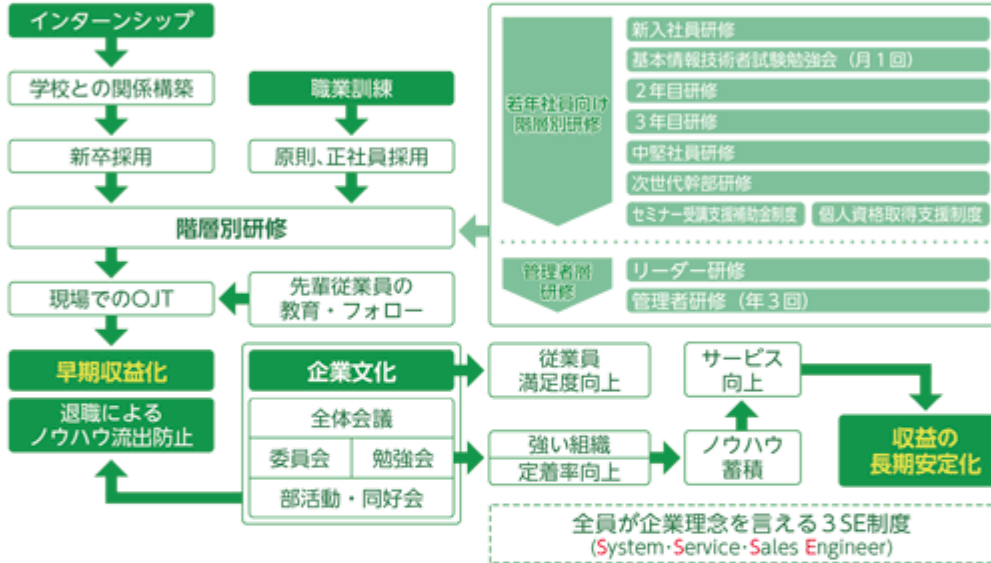 インターンシップ
学校との関係構築
新卒採用
職業訓練
原則、正社員採用
階層別研修
現場でのOJT
先輩従業員の
教育・フォロー
早期収益化
退職による
ノウハウ流出防止
若年社員向け
階層別研修
新入社員研修
基本情報技術者試験勉強会（月１回）
２年目研修
３年目研修
中堅社員研修
次世代幹部研修
セミナー受講支援補助金制度
個人資格取得支援制度
管理者層
研修
リーダー研修
管理者研修（年３回）
企業文化
全体会議
委員会
勉強会
部活動・同好会
従業員
満足度向上
強い組織
定着率向上
サービス
向上
ノウハウ
蓄積
収益の
長期安定化
全員が企業理念を言える３SE制度
(System・Service・Sales Engineer)